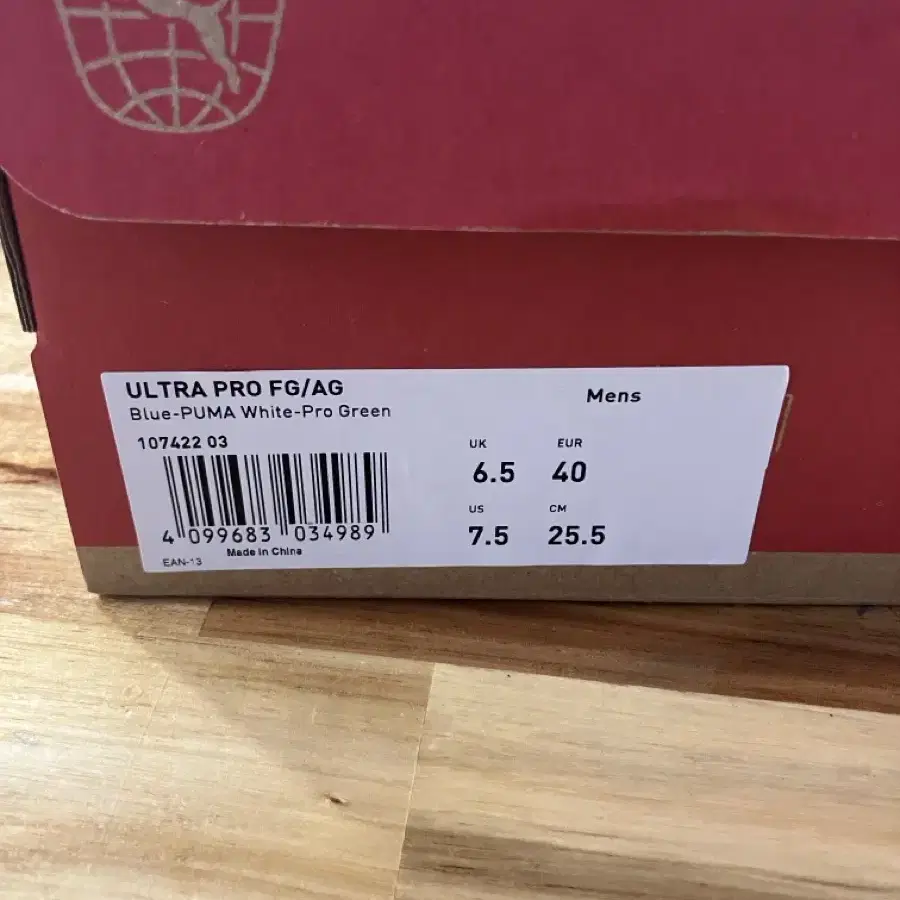 ULTRA PRO FG/AG
Mens
Blue-PUMA White-Pro Green
107422 03
UK EUR
6.5 40
US CM
7.5 25.5
4 099683 034989
Made in China
EAN-13